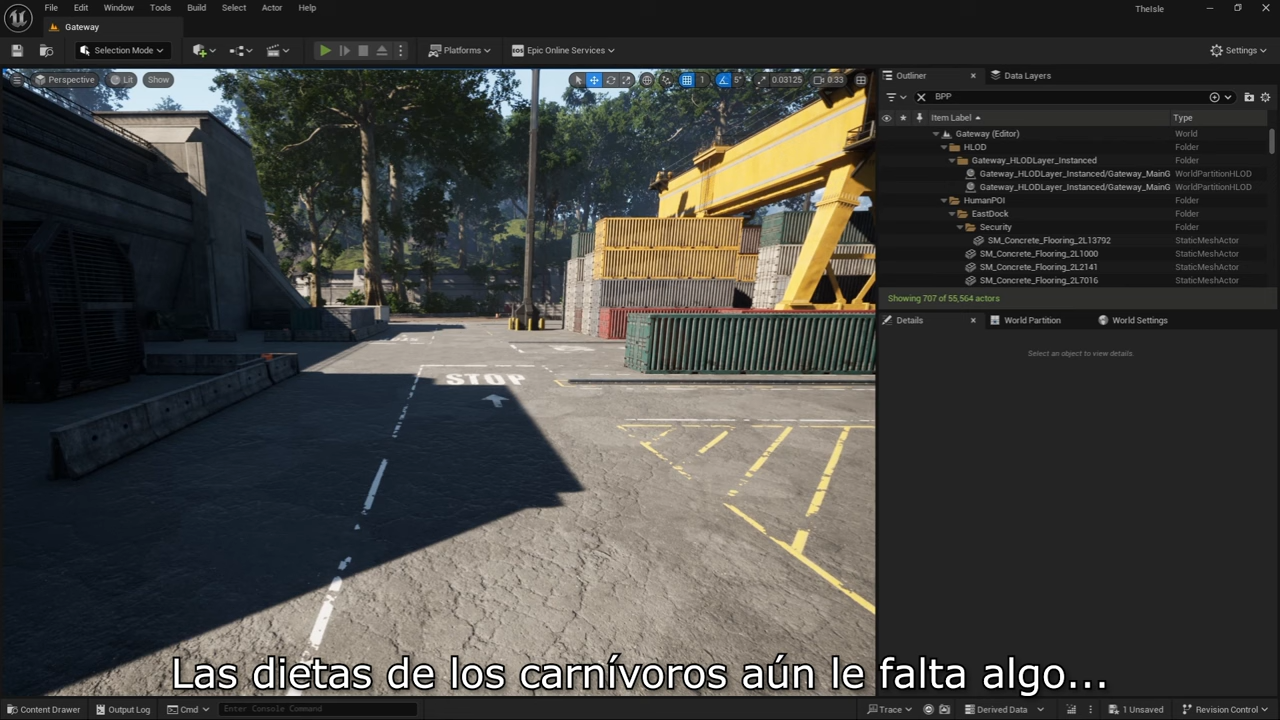 File Edit Window Tools Build Select Actor Help
TheIsle
Gateway
Selection Mode
Platforms
Epic Online Services
Settings
Perspective Lit Show
1 5° 0.03125 0.33
Outliner Data Layers
BPP
Item Label Type
Gateway (Editor) World
HLOD Folder
Gateway_HLODLayer_Instanced Folder
Gateway_HLODLayer_Instanced/Gateway_MainG WorldPartitionHLOD
Gateway_HLODLayer_Instanced/Gateway_MainG WorldPartitionHLOD
HumanPOI Folder
EastDock Folder
Security Folder
SM_Concrete_Flooring_2L13792 StaticMeshActor
SM_Concrete_Flooring_2L1000 StaticMeshActor
SM_Concrete_Flooring_2L2141 StaticMeshActor
SM_Concrete_Flooring_2L7016 StaticMeshActor
Showing 707 of 55,564 actors
Details World Partition World Settings
Select an object to view details
STOP
Las dietas de los carnívoros aún le falta algo...
Content Drawer Output Log Cmd Enter Console Command Trace Derived Data 1 Unsaved Revision Control